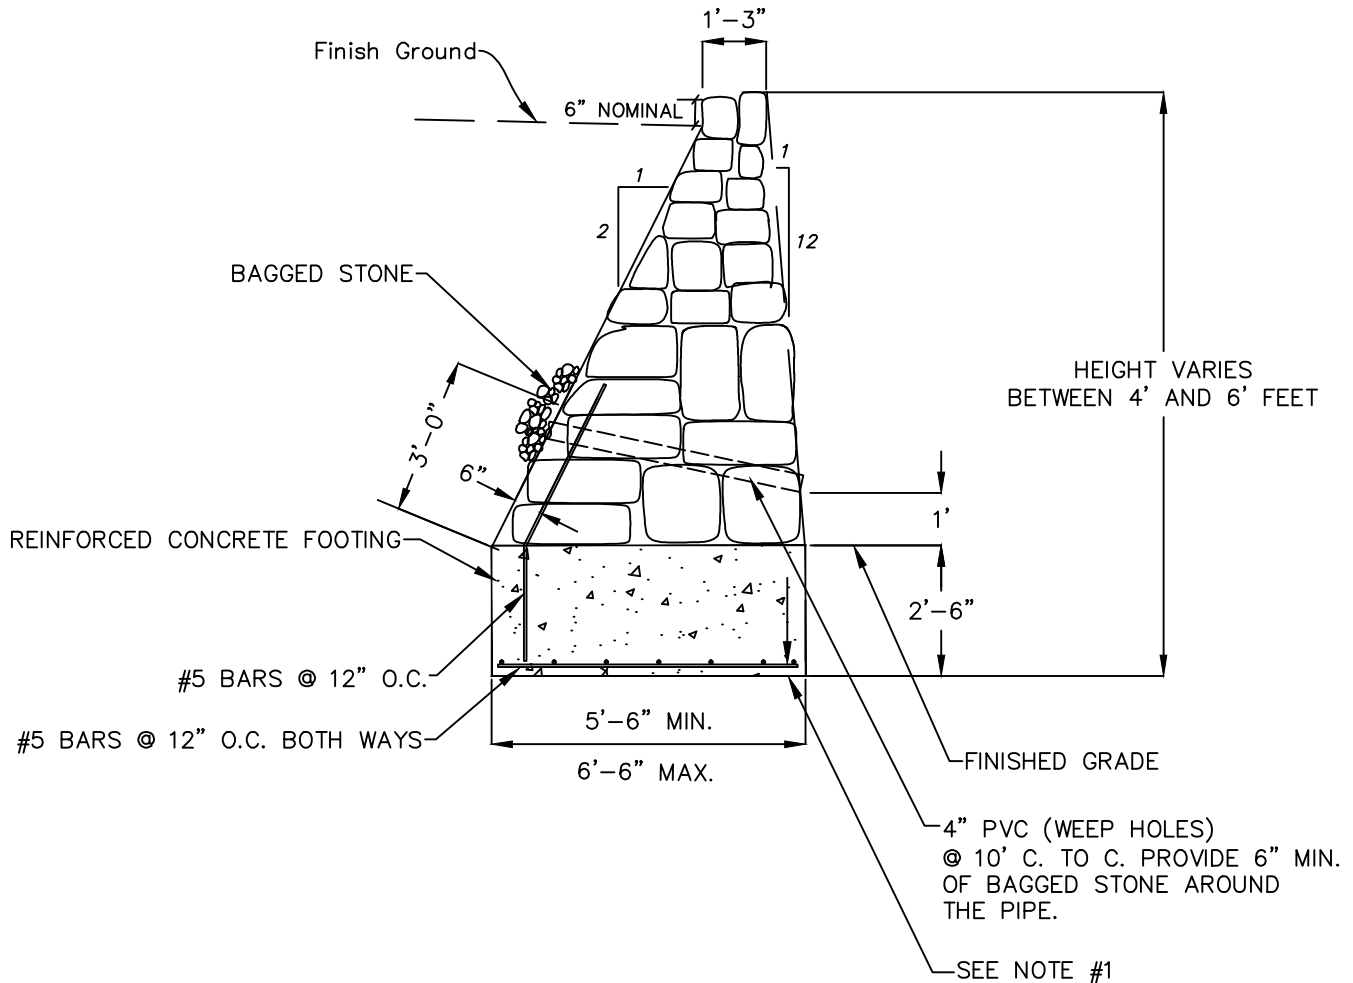 1'-3"
Finish Ground
6" NOMINAL
1
1
2
12
BAGGED STONE
HEIGHT VARIES
BETWEEN 4' AND 6' FEET
3'-0"
6"
1'
REINFORCED CONCRETE FOOTING
2'-6"
#5 BARS @ 12" O.C.
5'-6" MIN.
#5 BARS @ 12" O.C. BOTH WAYS
6'-6" MAX.
FINISHED GRADE
4" PVC (WEEP HOLES)
@ 10' C. TO C. PROVIDE 6" MIN.
OF BAGGED STONE AROUND
THE PIPE.
SEE NOTE #1